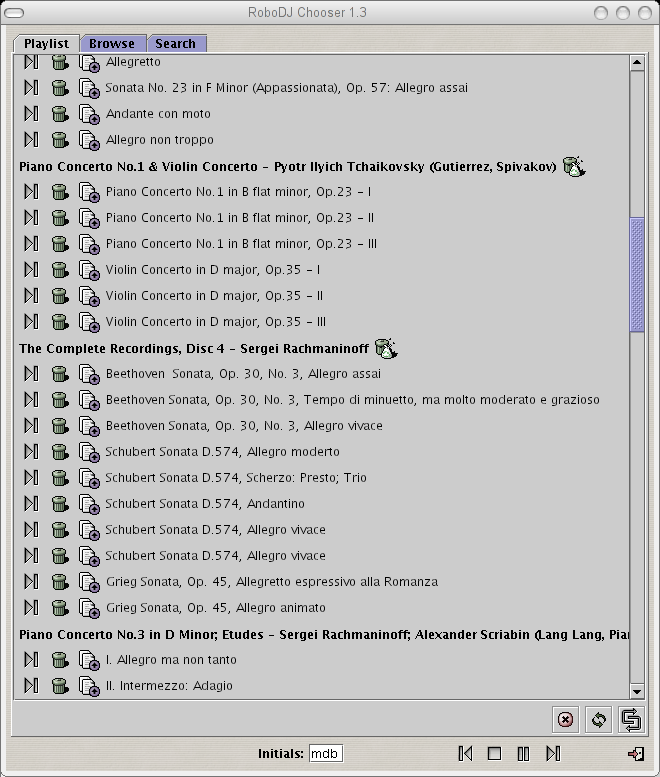 RoboDJ Chooser 1.3
Playlist Browse Search
Allegretto
Sonata No. 23 in F Minor (Appassionata), Op. 57: Allegro assai
Andante con moto
Allegro non troppo
Piano Concerto No.1 & Violin Concerto – Pyotr Ilyich Tchaikovsky (Gutierrez, Spivakov)
Piano Concerto No.1 in B flat minor, Op.23 – I
Piano Concerto No.1 in B flat minor, Op.23 – II
Piano Concerto No.1 in B flat minor, Op.23 – III
Violin Concerto in D major, Op.35 – I
Violin Concerto in D major, Op.35 – II
Violin Concerto in D major, Op.35 – III
The Complete Recordings, Disc 4 – Sergei Rachmaninoff
Beethoven Sonata, Op. 30, No. 3, Allegro assai
Beethoven Sonata, Op. 30, No. 3, Tempo di minuetto, ma molto moderato e grazioso
Beethoven Sonata, Op. 30, No. 3, Allegro vivace
Schubert Sonata D.574, Allegro moderto
Schubert Sonata D.574, Scherzo: Presto; Trio
Schubert Sonata D.574, Andantino
Schubert Sonata D.574, Allegro vivace
Schubert Sonata D.574, Allegro vivace
Grieg Sonata, Op. 45, Allegretto espressivo alla Romanza
Grieg Sonata, Op. 45, Allegro animato
Piano Concerto No.3 in D Minor; Etudes – Sergei Rachmaninoff; Alexander Scriabin (Lang Lang, Pia
I. Allegro ma non tanto
II. Intermezzo: Adagio
Initials: mdb